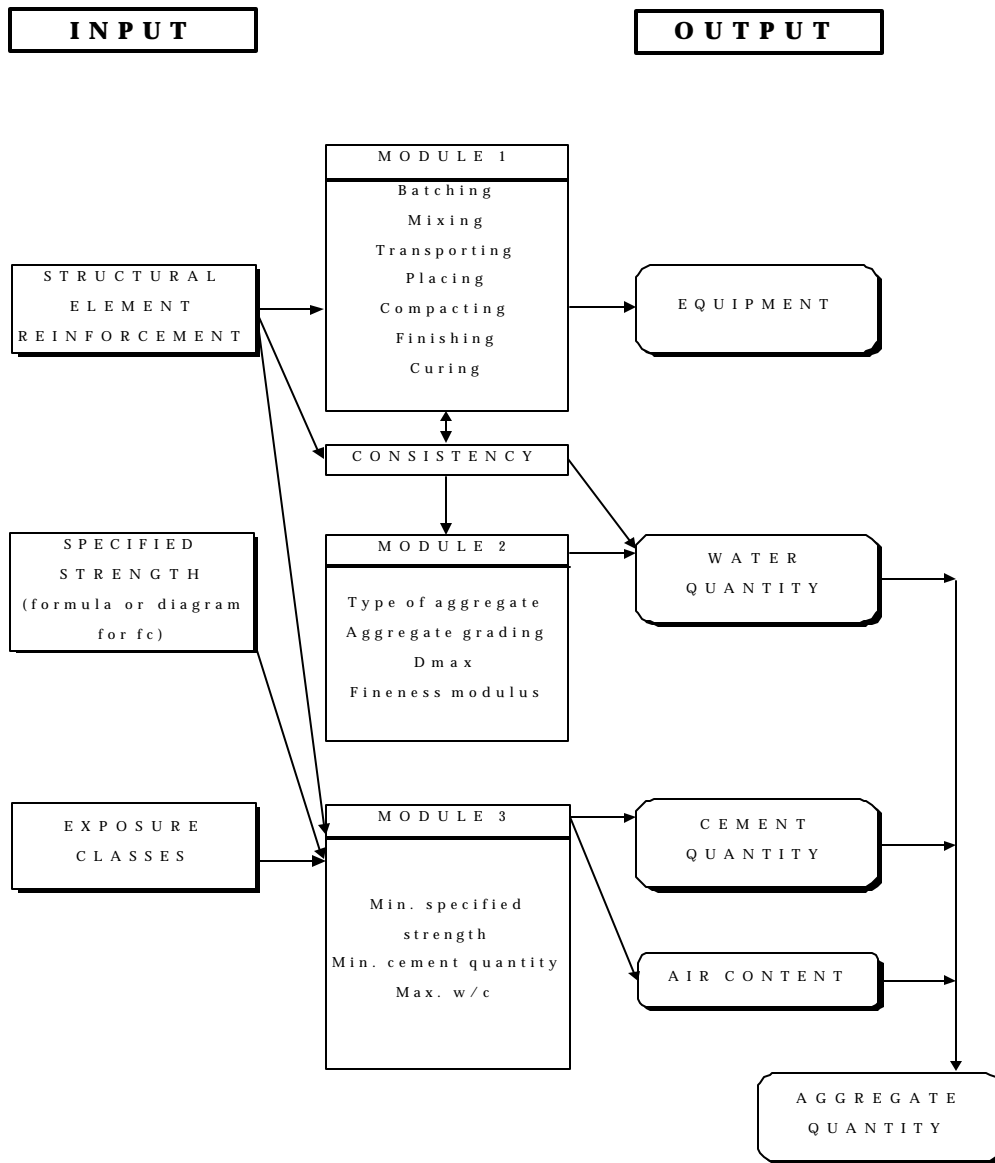 INPUT
OUTPUT
MODULE 1
Batching
Mixing
Transporting
Placing
Compacting
Finishing
Curing
STRUCTURAL
ELEMENT
REINFORCEMENT
EQUIPMENT
CONSISTENCY
SPECIFIED
STRENGTH
(formula or diagram
for fc)
MODULE 2
Type of aggregate
Aggregate grading
Dmax
Fineness modulus
WATER
QUANTITY
EXPOSURE
CLASSES
MODULE 3
Min. specified
strength
Min. cement quantity
Max. w/c
CEMENT
QUANTITY
AIR CONTENT
AGGREGATE
QUANTITY